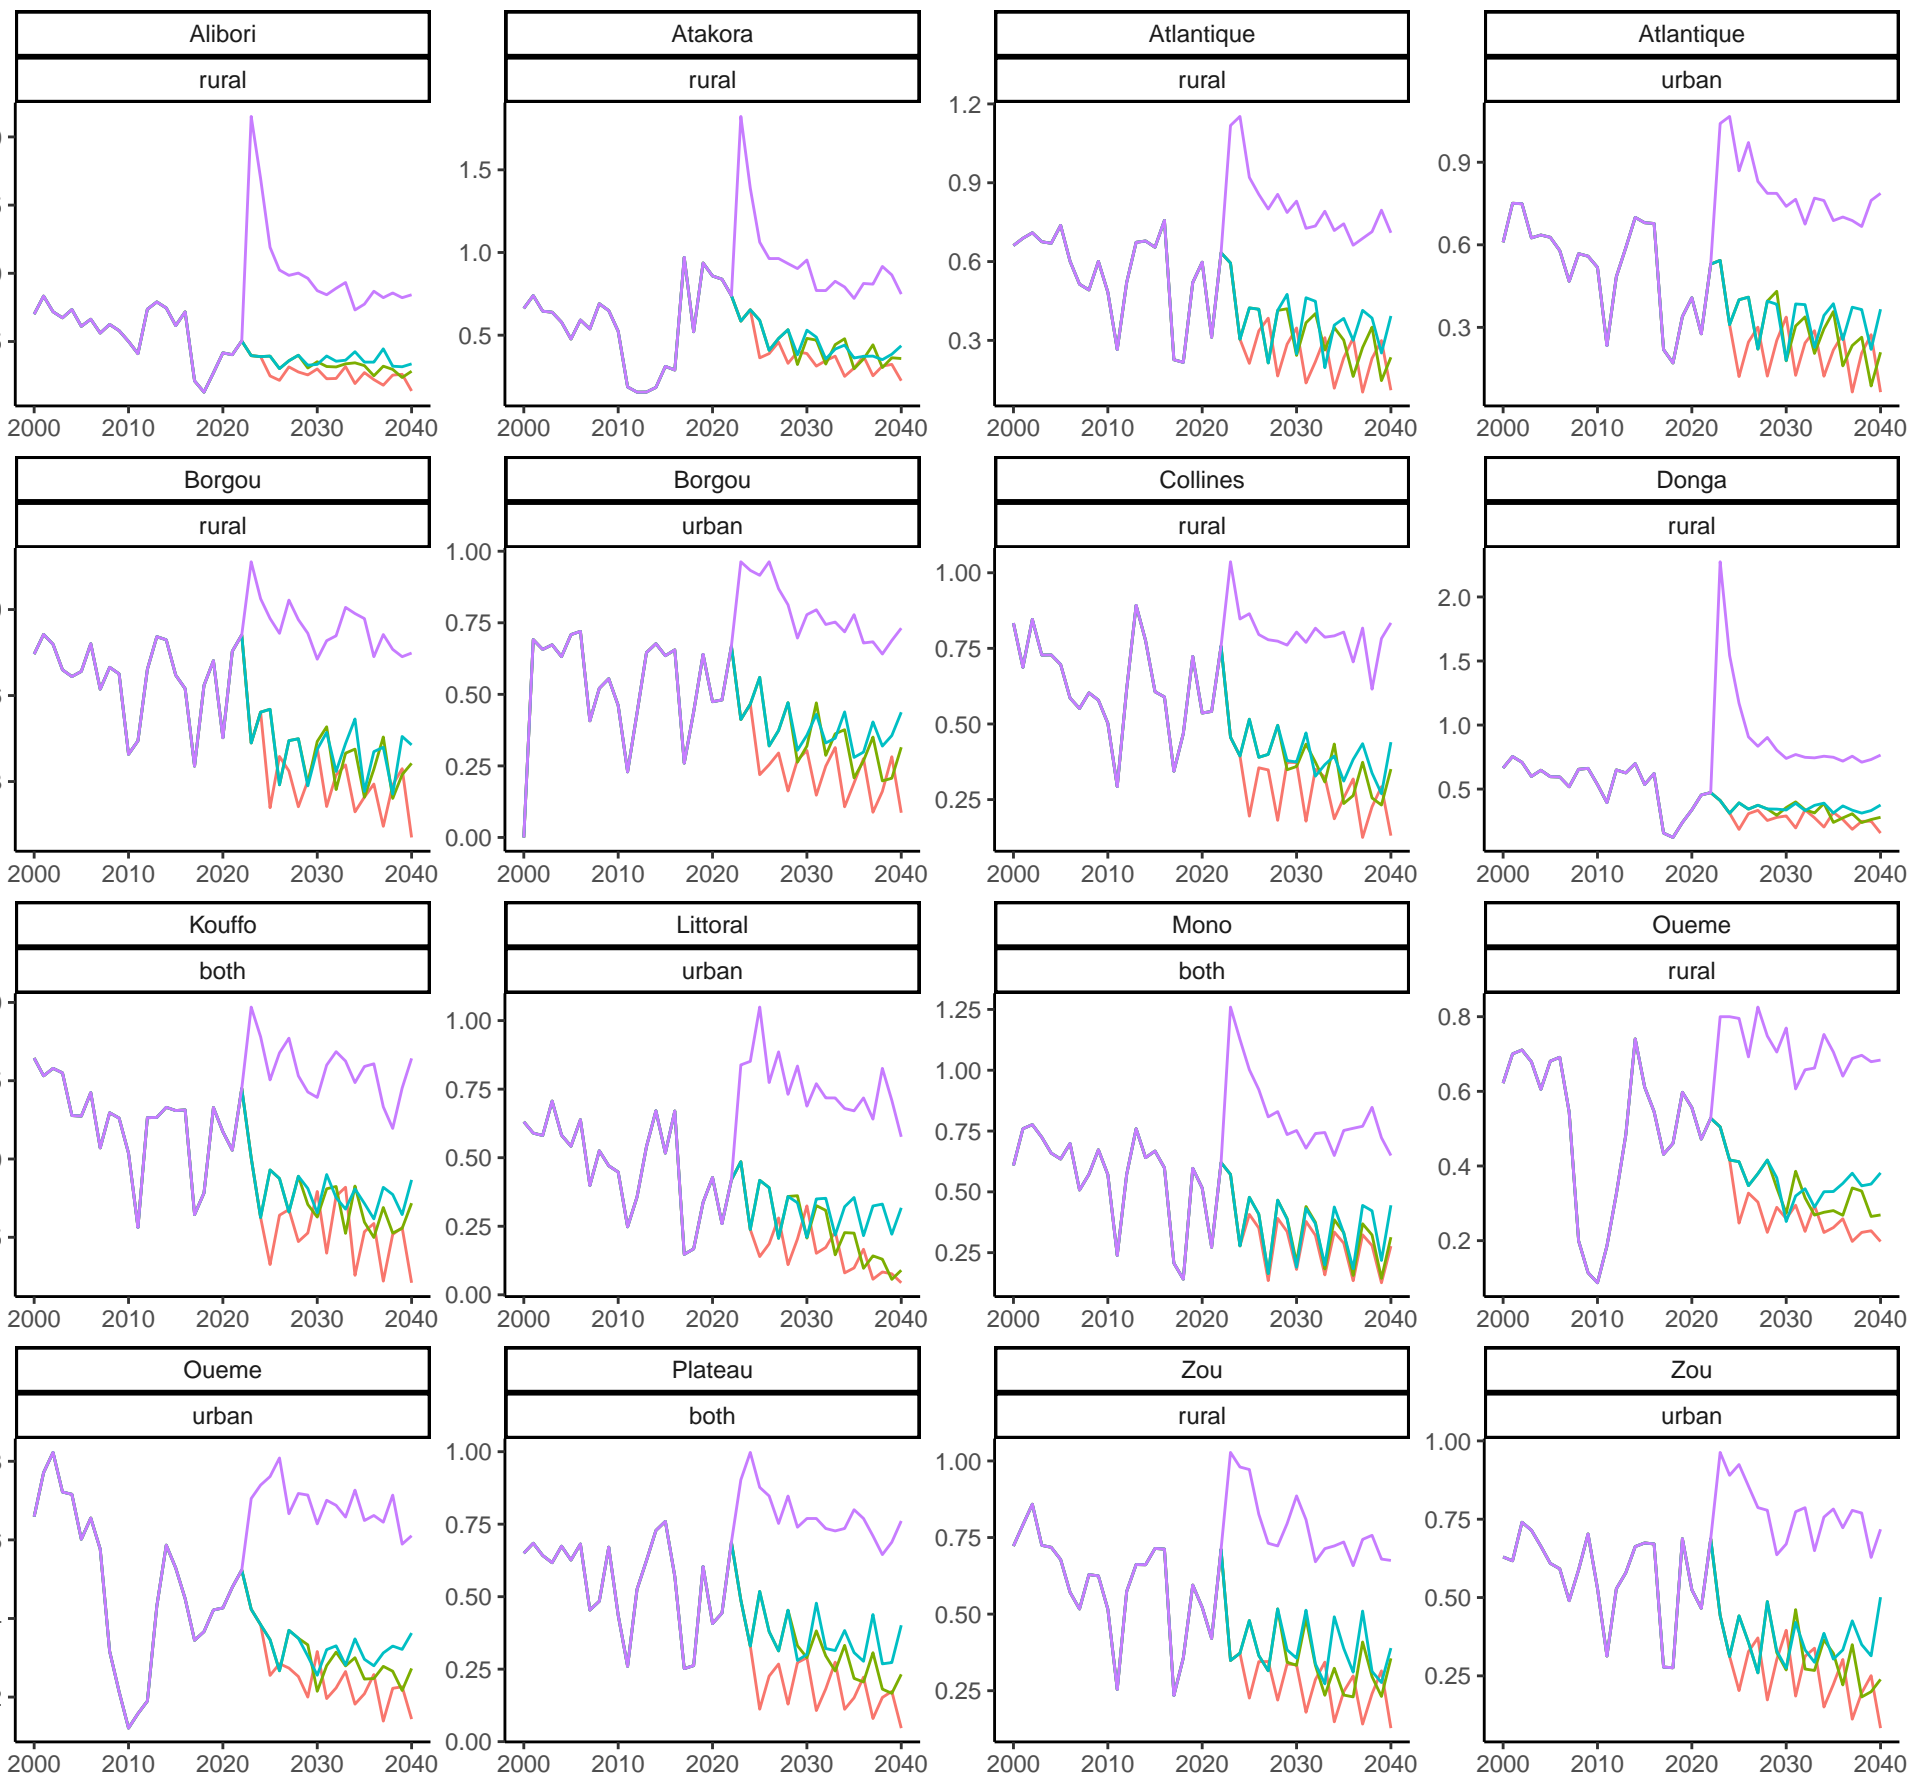 Alibori Atakora Atlantique Atlantique
rural rural rural urban
1.2
1.5 0.9 0.9
1.0 0.6 0.6
0.5 0.3 0.3
2000 2010 2020 2030 2040 2000 2010 2020 2030 2040 2000 2010 2020 2030 2040 2000 2010 2020 2030 2040
Borgou Borgou Collines Donga
rural urban rural rural
1.00 1.00 2.0
0.75 0.75 1.5
0.50 0.50 1.0
0.25 0.25 0.5
0.00
2000 2010 2020 2030 2040 2000 2010 2020 2030 2040 2000 2010 2020 2030 2040 2000 2010 2020 2030 2040
Kouffo Littoral Mono Oueme
both urban both rural
1.00 1.25 0.8
0.75 1.00 0.6
0.50 0.75 0.4
0.25 0.50 0.2
0.00 0.25
2000 2010 2020 2030 2040 2000 2010 2020 2030 2040 2000 2010 2020 2030 2040 2000 2010 2020 2030 2040
Oueme Plateau Zou Zou
urban both rural urban
1.00 1.00 1.00
0.75 0.75 0.75
0.50 0.50 0.50
0.25 0.25 0.25
0.00
2000 2010 2020 2030 2040 2000 2010 2020 2030 2040 2000 2010 2020 2030 2040 2000 2010 2020 2030 2040